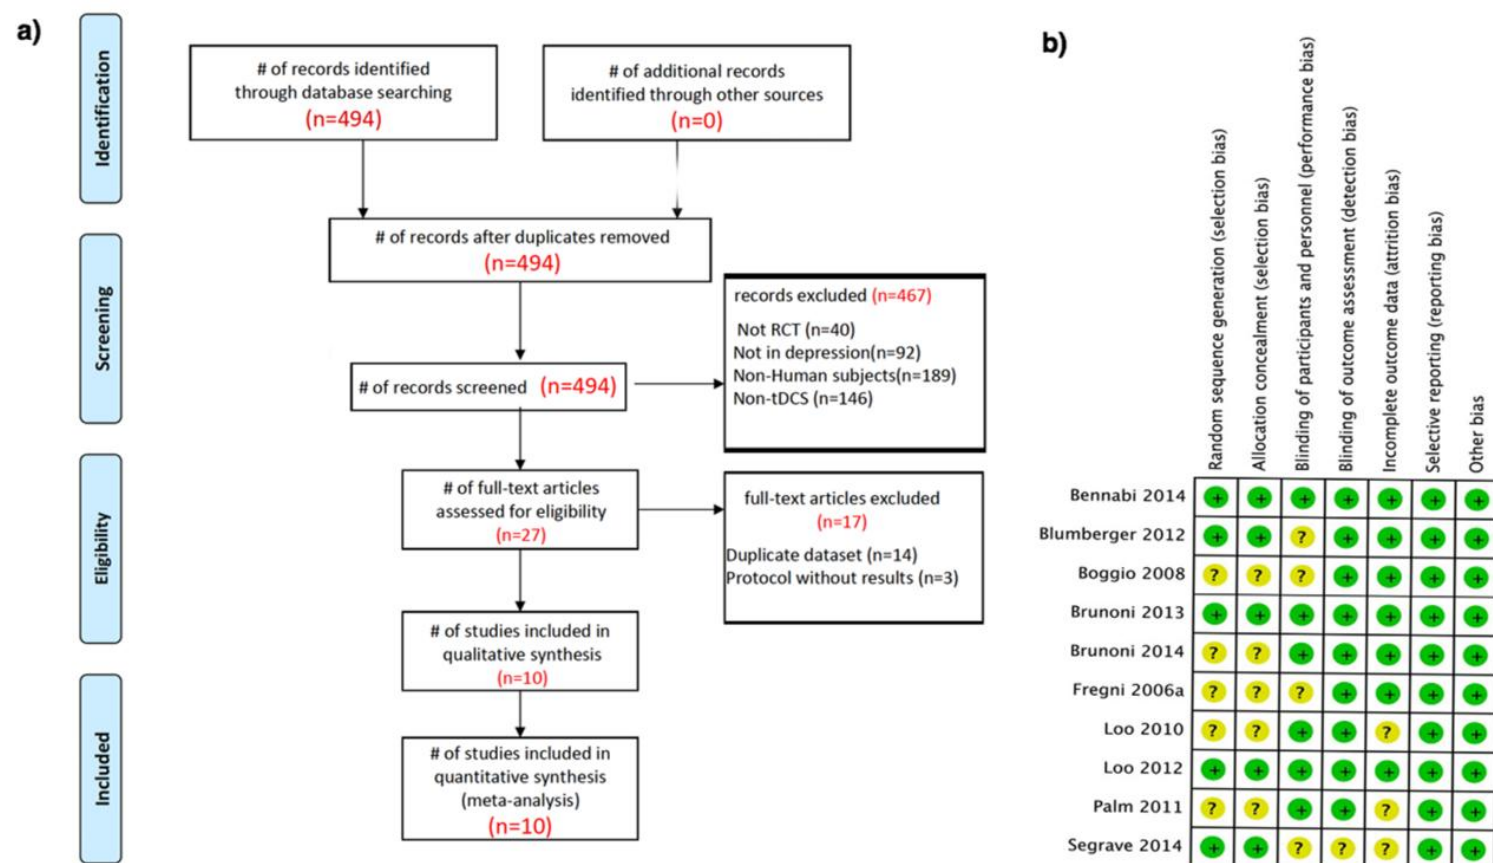 a)
Identification
# of records identified
through database searching
(n=494)
# of additional records
identified through other sources
(n=0)
# of records after duplicates removed
(n=494)
Screening
# of records screened (n=494)
records excluded (n=467)
Not RCT (n=40)
Not in depression(n=92)
Non-Human subjects(n=189)
Non-tDCS (n=146)
Eligibility
# of full-text articles
assessed for eligibility
(n=27)
full-text articles excluded
(n=17)
Duplicate dataset (n=14)
Protocol without results (n=3)
# of studies included in
qualitative synthesis
(n=10)
Included
# of studies included in
quantitative synthesis
(meta-analysis)
(n=10)
b)
Random sequence generation (selection bias)
Allocation concealment (selection bias)
Blinding of participants and personnel (performance bias)
Blinding of outcome assessment (detection bias)
Incomplete outcome data (attrition bias)
Selective reporting (reporting bias)
Other bias
Bennabi 2014 + + + + + + +
Blumberger 2012 + + ? + + + +
Boggio 2008 ? ? ? + + + +
Brunoni 2013 + + + + + + +
Brunoni 2014 ? ? + + + + +
Fregni 2006a ? ? ? + + + +
Loo 2010 ? ? + + ? + +
Loo 2012 + + + + + + +
Palm 2011 ? ? + + ? + +
Segrave 2014 + + ? ? ? + +